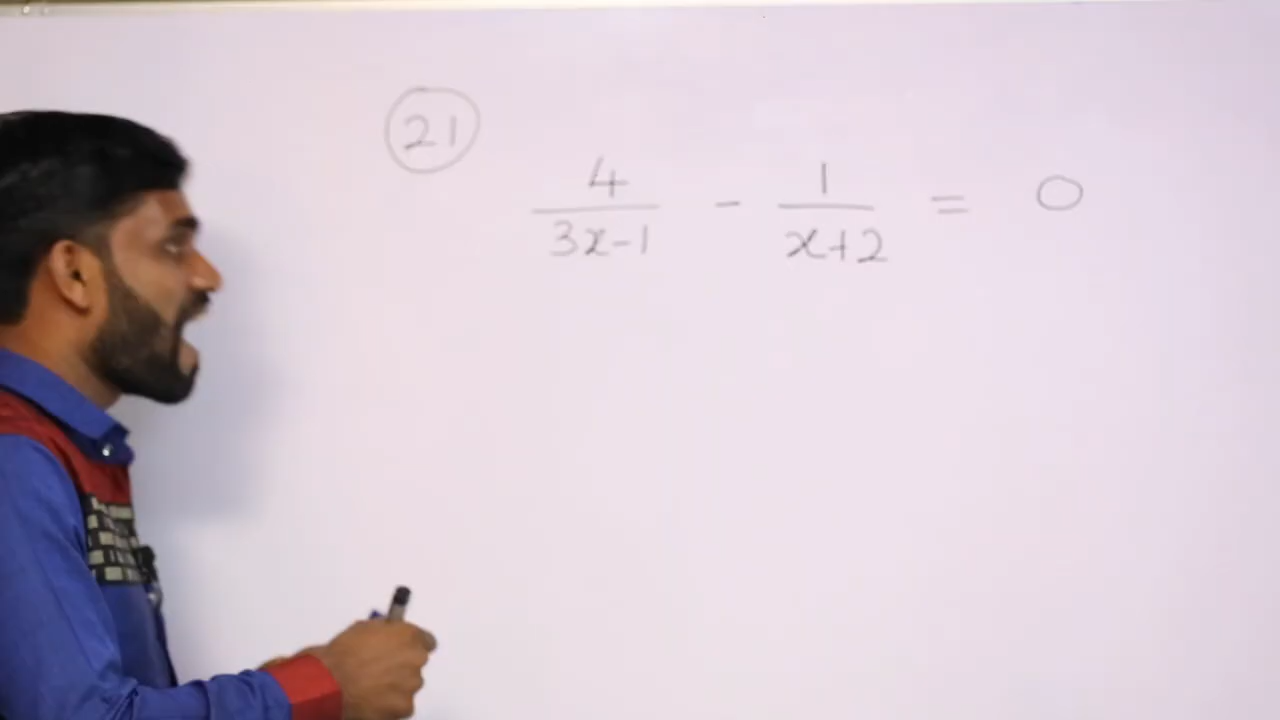 21
4/(3x-1) - 1/(x+2) = 0